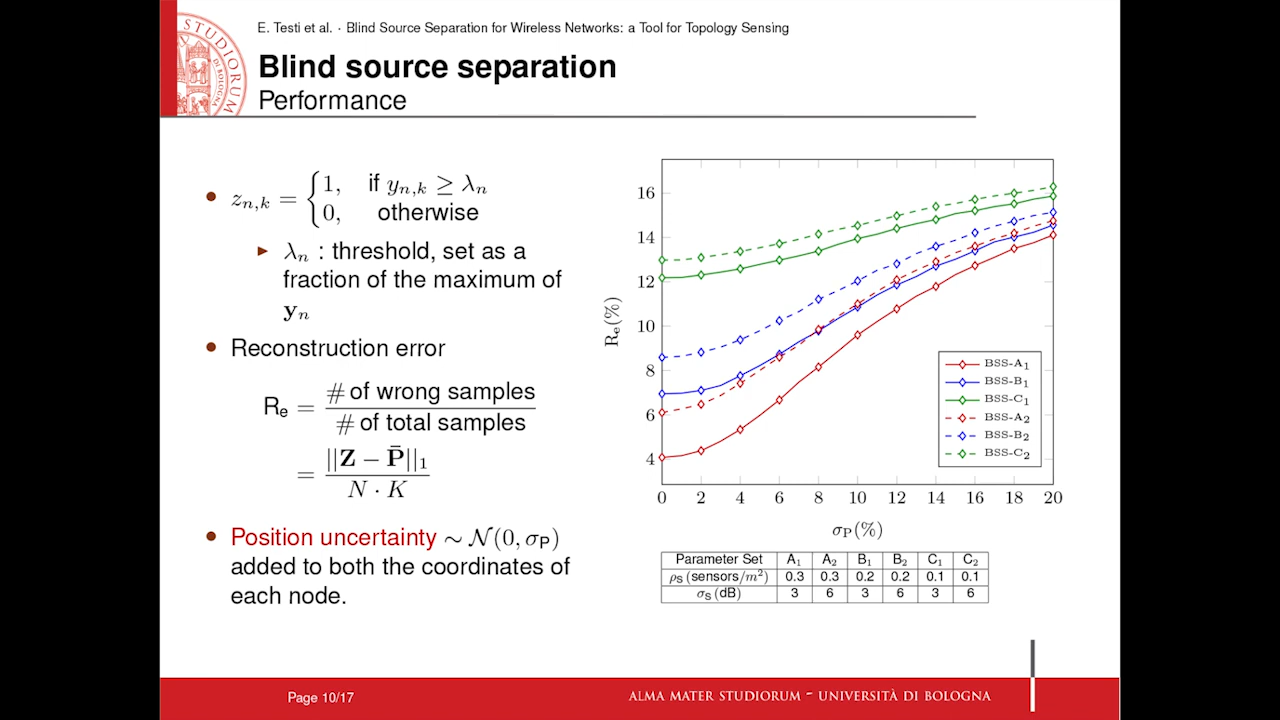 E. Testi et al. · Blind Source Separation for Wireless Networks: a Tool for Topology Sensing
Blind source separation
Performance
STUDIORUM
DI BOLOGNA
• z_{n,k} = { 1, if y_{n,k} ≥ λ_n
0, otherwise
▸ λ_n : threshold, set as a
fraction of the maximum of
y_n
• Reconstruction error
R_e = # of wrong samples
# of total samples
= ||Z − P̄||_1
N · K
• Position uncertainty ∼ N(0, σ_P)
added to both the coordinates of
each node.
R_e(%)
16
14
12
10
8
6
4
0 2 4 6 8 10 12 14 16 18 20
σ_P(%)
BSS-A_1
BSS-B_1
BSS-C_1
BSS-A_2
BSS-B_2
BSS-C_2
Parameter Set A_1 A_2 B_1 B_2 C_1 C_2
ρ_S (sensors/m²) 0.3 0.3 0.2 0.2 0.1 0.1
σ_S (dB) 3 6 3 6 3 6
Page 10/17
ALMA MATER STUDIORUM – UNIVERSITÀ DI BOLOGNA